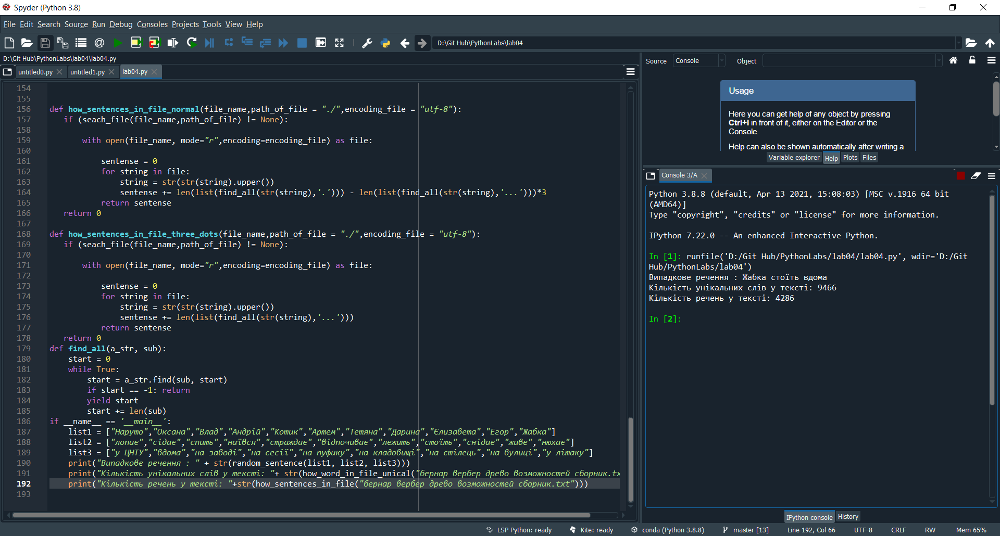 Spyder (Python 3.8)
File Edit Search Source Run Debug Consoles Projects Tools View Help
D:\Git Hub\PythonLabs\lab04
D:\Git Hub\PythonLabs\lab04\lab04.py
untitled0.py untitled1.py lab04.py
154
155
156 def how_sentences_in_file_normal(file_name,path_of_file = "./",encoding_file = "utf-8"):
157 if (seach_file(file_name,path_of_file) != None):
158
159 with open(file_name, mode="r",encoding=encoding_file) as file:
160
161 sentense = 0
162 for string in file:
163 string = str(str(string).upper())
164 sentense += len(list(find_all(str(string),'.'))) - len(list(find_all(str(string),'...')))*3
165 return sentense
166 return 0
167
168 def how_sentences_in_file_three_dots(file_name,path_of_file = "./",encoding_file = "utf-8"):
169 if (seach_file(file_name,path_of_file) != None):
170
171 with open(file_name, mode="r",encoding=encoding_file) as file:
172
173 sentense = 0
174 for string in file:
175 string = str(str(string).upper())
176 sentense += len(list(find_all(str(string),'...')))
177 return sentense
178 return 0
179 def find_all(a_str, sub):
180 start = 0
181 while True:
182 start = a_str.find(sub, start)
183 if start == -1: return
184 yield start
185 start += len(sub)
186 if __name__ == '__main__':
187 list1 = ["Наруто","Оксана","Влад","Андрій","Котик","Артем","Тетяна","Дарина","Єлизавета","Егор","Жабка"]
188 list2 = ["лопає","сідає","спить","наївся","страждає","відпочиває","лежить","стоїть","снідає","живе","нюхає"]
189 list3 = ["у ЦНТУ","вдома","на заводі","на сесії","на пуфику","на кладовищі","на стілець","на вулиці","у літаку"]
190 print("Випадкове речення : " + str(random_sentence(list1, list2, list3)))
191 print("Кількість унікальних слів у тексті: "+ str(how_word_in_file_unical("бернар вербер древо возможностей сборник.tx
192 print("Кількість речень у тексті: "+str(how_sentences_in_file("бернар вербер древо возможностей сборник.txt")))
193
Source Console Object
Usage
Here you can get help of any object by pressing
Ctrl+I in front of it, either on the Editor or the
Console.
Help can also be shown automatically after writing a
Variable explorer Help Plots Files
Console 3/A
Python 3.8.8 (default, Apr 13 2021, 15:08:03) [MSC v.1916 64 bit
(AMD64)]
Type "copyright", "credits" or "license" for more information.
IPython 7.22.0 -- An enhanced Interactive Python.
In [1]: runfile('D:/Git Hub/PythonLabs/lab04/lab04.py', wdir='D:/Git
Hub/PythonLabs/lab04')
Випадкове речення : Жабка стоїть вдома
Кількість унікальних слів у тексті: 9466
Кількість речень у тексті: 4286
In [2]:
IPython console History
LSP Python: ready Kite: ready conda (Python 3.8.8) master [13] Line 192, Col 66 UTF-8 CRLF RW Mem 65%